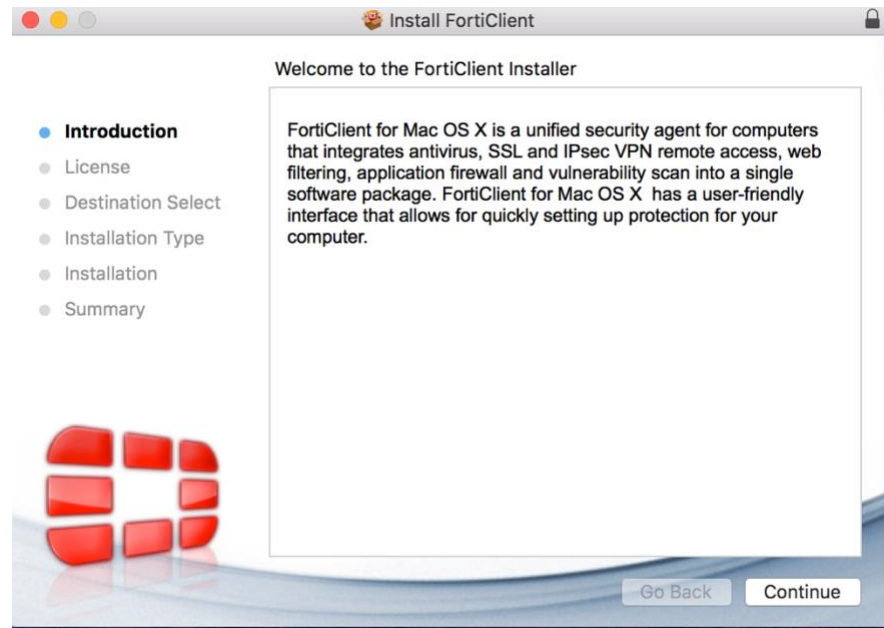 Install FortiClient
Welcome to the FortiClient Installer
Introduction
License
Destination Select
Installation Type
Installation
Summary
FortiClient for Mac OS X is a unified security agent for computers
that integrates antivirus, SSL and IPsec VPN remote access, web
filtering, application firewall and vulnerability scan into a single
software package. FortiClient for Mac OS X  has a user-friendly
interface that allows for quickly setting up protection for your
computer.
Go Back
Continue